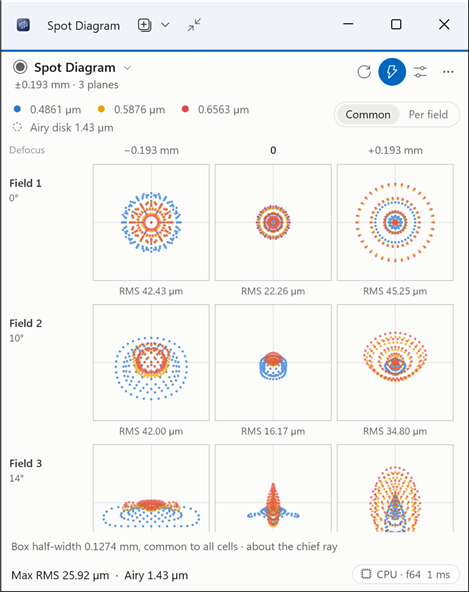 Spot Diagram
Spot Diagram
±0.193 mm · 3 planes
0.4861 µm 0.5876 µm 0.6563 µm
Airy disk 1.43 µm
Common Per field
Defocus −0.193 mm 0 +0.193 mm
Field 1
0°
RMS 42.43 µm RMS 22.26 µm RMS 45.25 µm
Field 2
10°
RMS 42.00 µm RMS 16.17 µm RMS 34.80 µm
Field 3
14°
Box half-width 0.1274 mm, common to all cells · about the chief ray
Max RMS 25.92 µm · Airy 1.43 µm
CPU · f64 1 ms